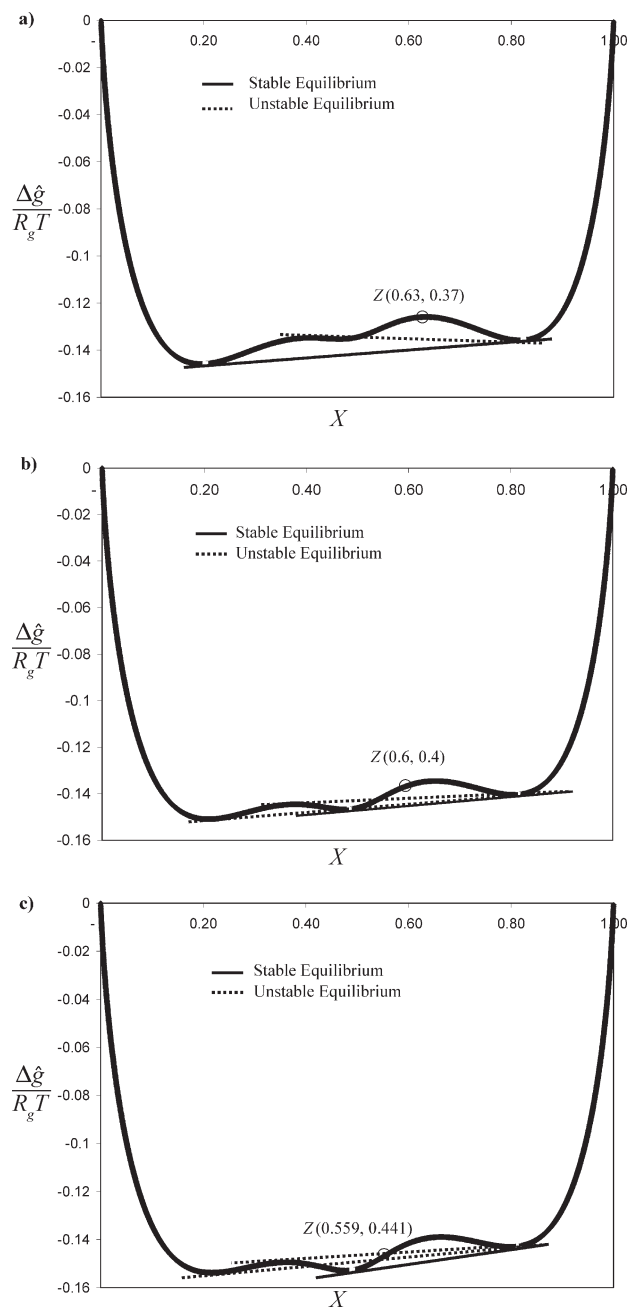 a)
0
-
0.20
0.40
0.60
0.80
1.00
-0.02
Stable Equilibrium
-0.04
Unstable Equilibrium
-0.06
Δĝ
R_gT
-0.08
-0.1
-0.12
Z(0.63, 0.37)
-0.14
-0.16
X
b)
0
-
0.20
0.40
0.60
0.80
1.00
-0.02
Stable Equilibrium
-0.04
Unstable Equilibrium
-0.06
Δĝ
R_gT
-0.08
-0.1
-0.12
Z(0.6, 0.4)
-0.14
-0.16
X
c)
0
-
0.20
0.40
0.60
0.80
1.00
-0.02
Stable Equilibrium
-0.04
Unstable Equilibrium
-0.06
Δĝ
R_gT
-0.08
-0.1
-0.12
Z(0.559, 0.441)
-0.14
-0.16
X